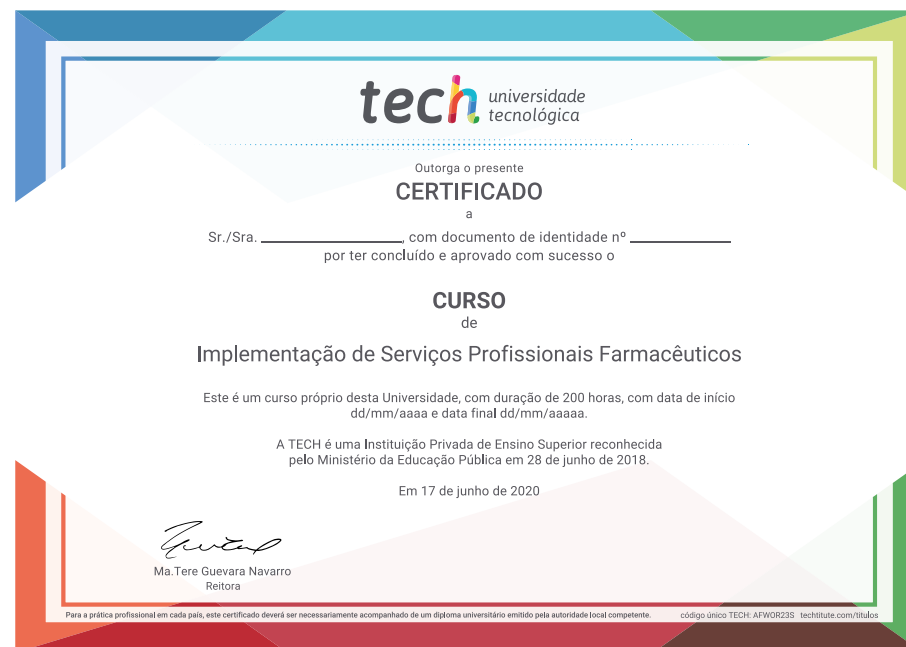 tech universidade
tecnológica
Outorga o presente
CERTIFICADO
a
Sr./Sra. ____________, com documento de identidade nº ____________
por ter concluído e aprovado com sucesso o
CURSO
de
Implementação de Serviços Profissionais Farmacêuticos
Este é um curso próprio desta Universidade, com duração de 200 horas, com data de início
dd/mm/aaaa e data final dd/mm/aaaaa.
A TECH é uma Instituição Privada de Ensino Superior reconhecida
pelo Ministério da Educação Pública em 28 de junho de 2018.
Em 17 de junho de 2020
Ma.Tere Guevara Navarro
Reitora
Para a prática profissional em cada país, este certificado deverá ser necessariamente acompanhado de um diploma universitário emitido pela autoridade local competente. código único TECH: AFWOR23S techtitute.com/titulos